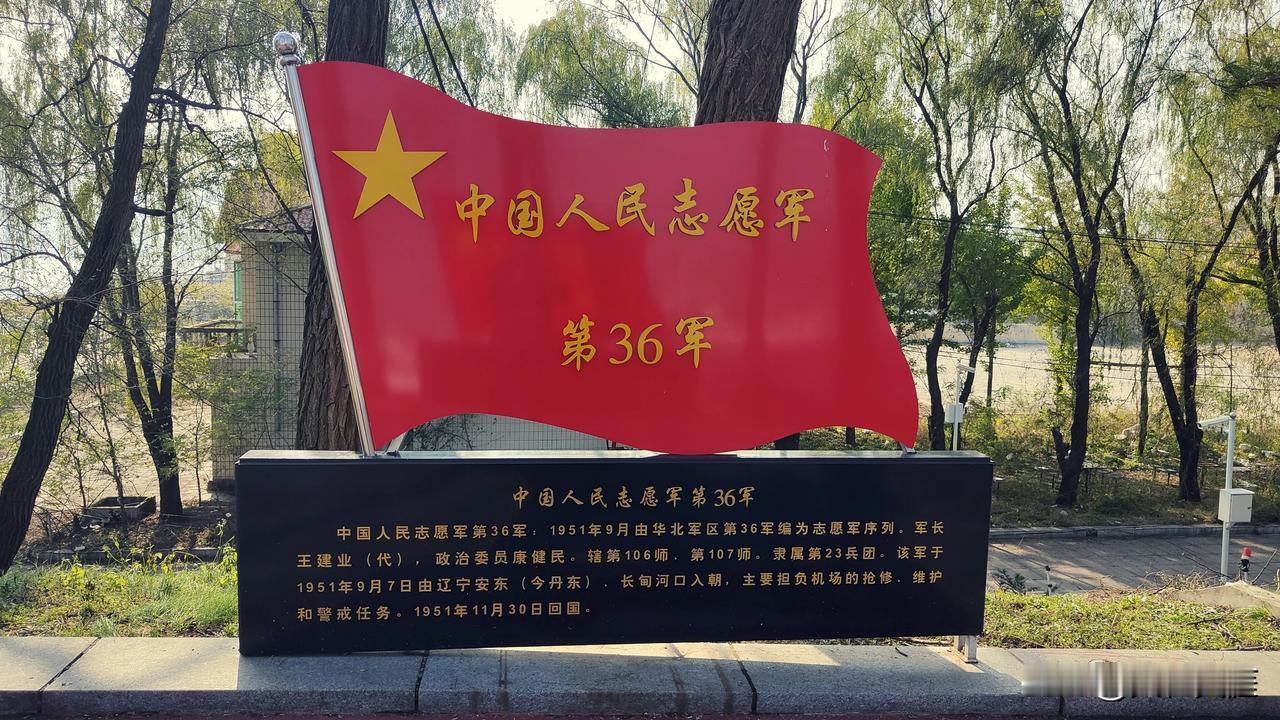 中国人民志愿军
第36军
中国人民志愿军第36军
中国人民志愿军第36军：1951年9月由华北军区第36军编为志愿军序列。军长
王建业（代），政治委员康健民。辖第106师、第107师。隶属第23兵团。该军于
1951年9月7日由辽宁安东（今丹东）、长甸河口入朝，主要担负机场的抢修、维护
和警戒任务。1951年11月30日回国。